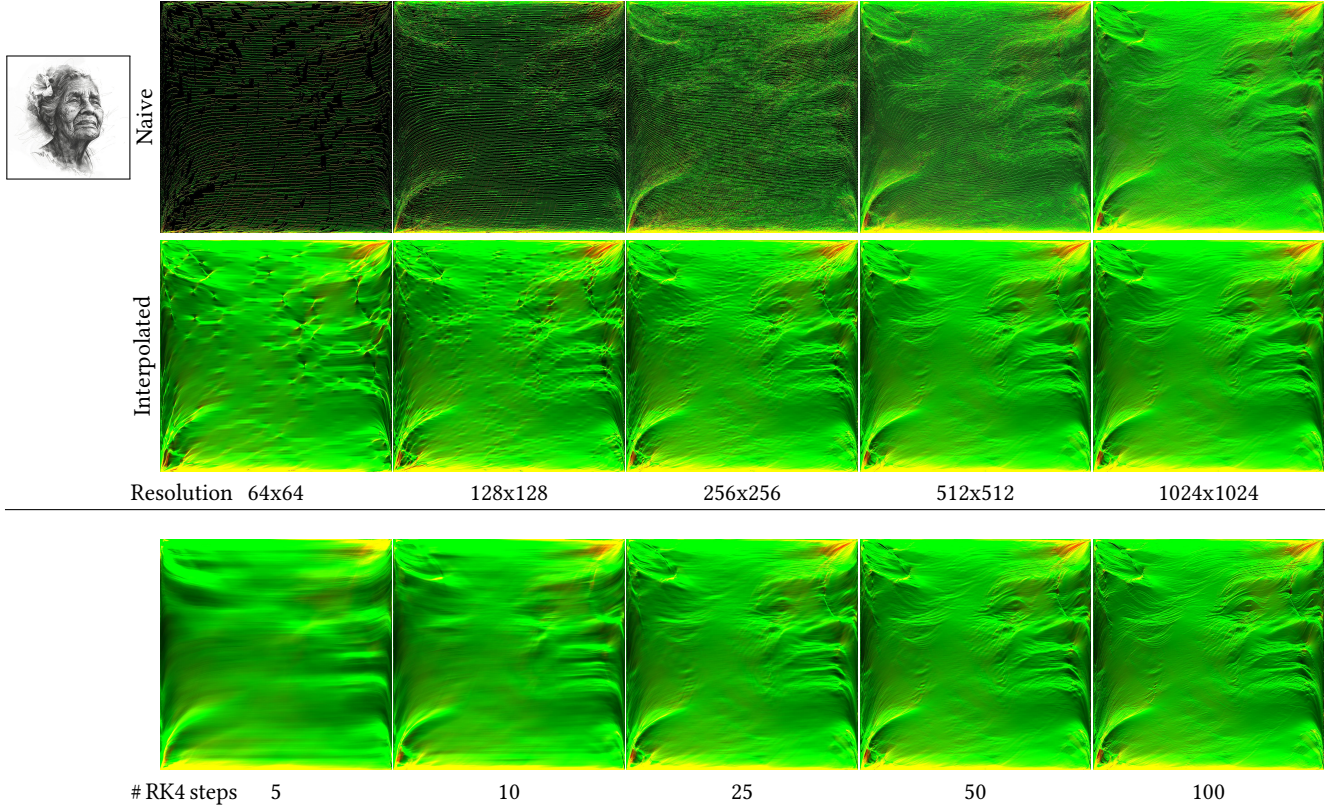 Naive
Interpolated
Resolution 64x64 128x128 256x256 512x512 1024x1024
# RK4 steps 5 10 25 50 100